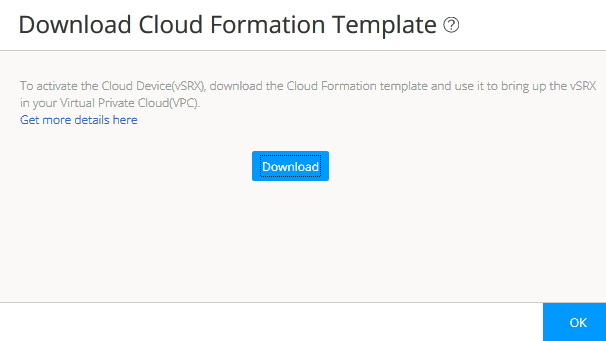 Download Cloud Formation Template ?
To activate the Cloud Device(vSRX), download the Cloud Formation template and use it to bring up the vSRX
in your Virtual Private Cloud(VPC).
Get more details here
Download
OK